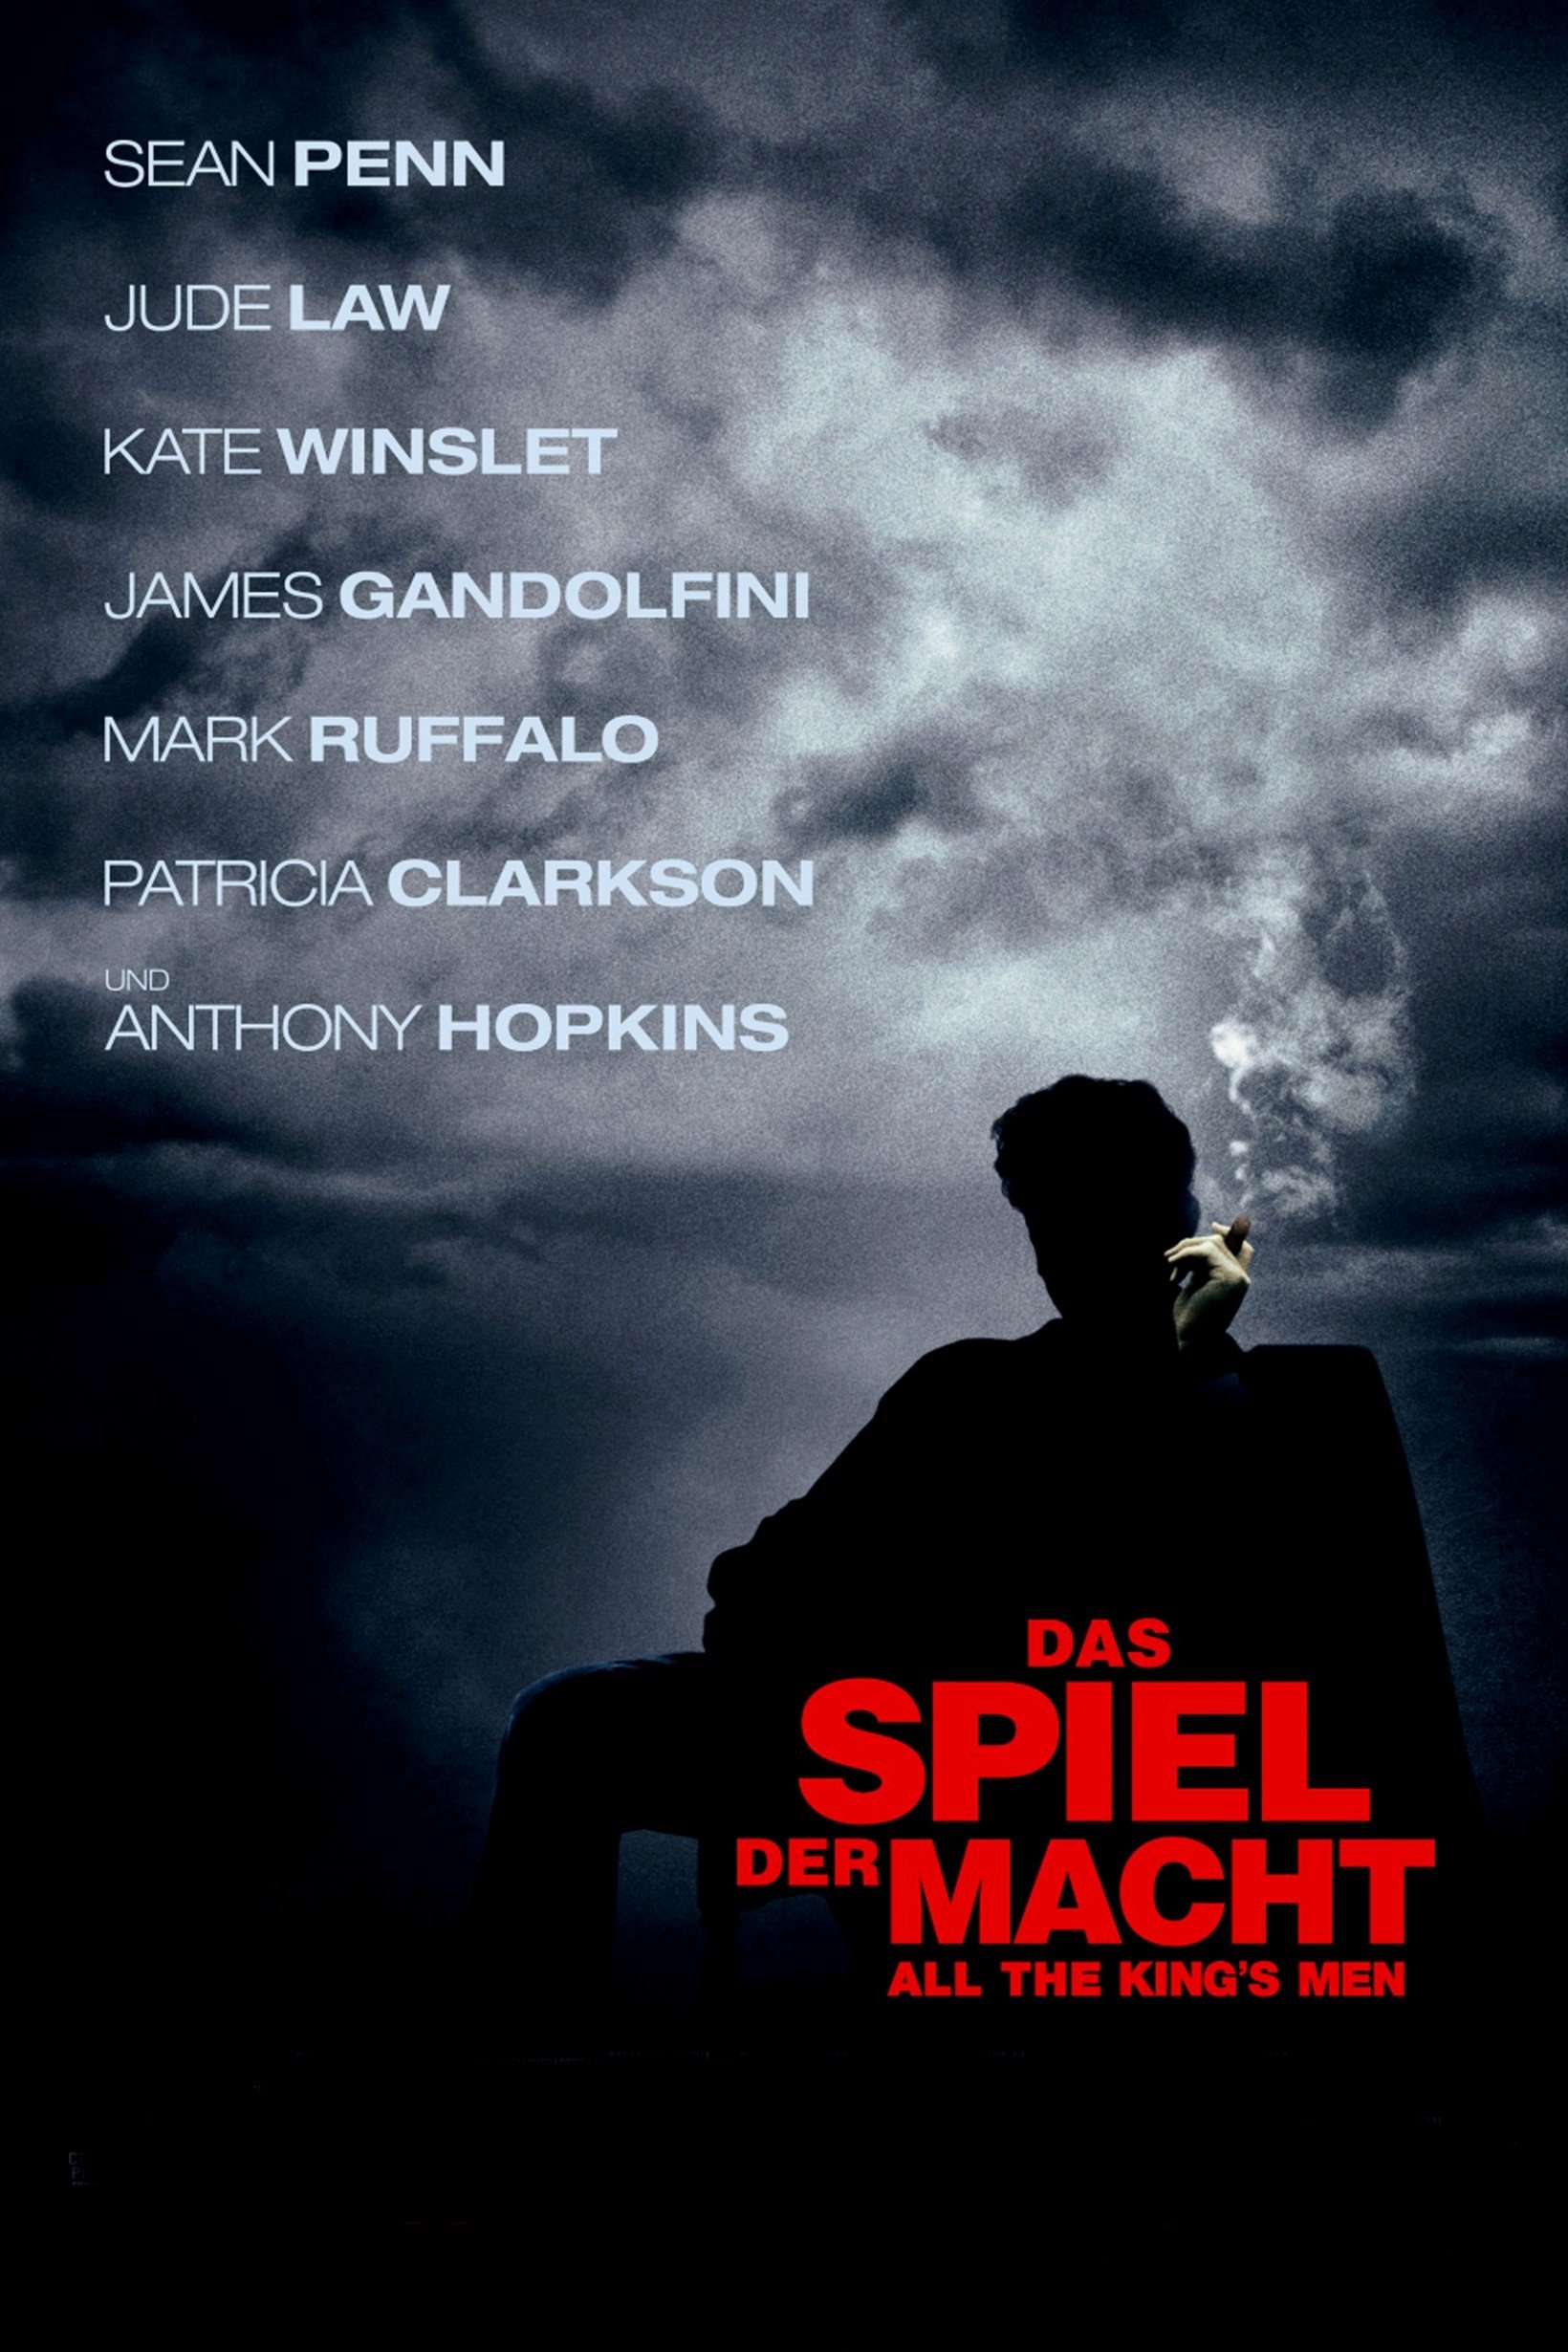 SEAN PENN
JUDE LAW
KATE WINSLET
JAMES GANDOLFINI
MARK RUFFALO
PATRICIA CLARKSON
UND
ANTHONY HOPKINS
DAS
SPIEL
DER MACHT
ALL THE KING'S MEN